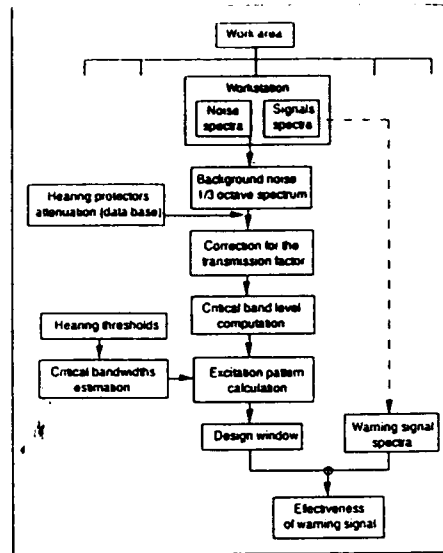 Work area
Workstation
Noise
spectra
Signals
spectra
Background noise
1/3 octave spectrum
Hearing protectors
attenuation (data base)
Correction for the
transmission factor
Critical band level
computation
Hearing thresholds
Critical bandwidths
estimation
Excitation pattern
calculation
Design window
Warning signal
spectra
Effectiveness
of warning signal